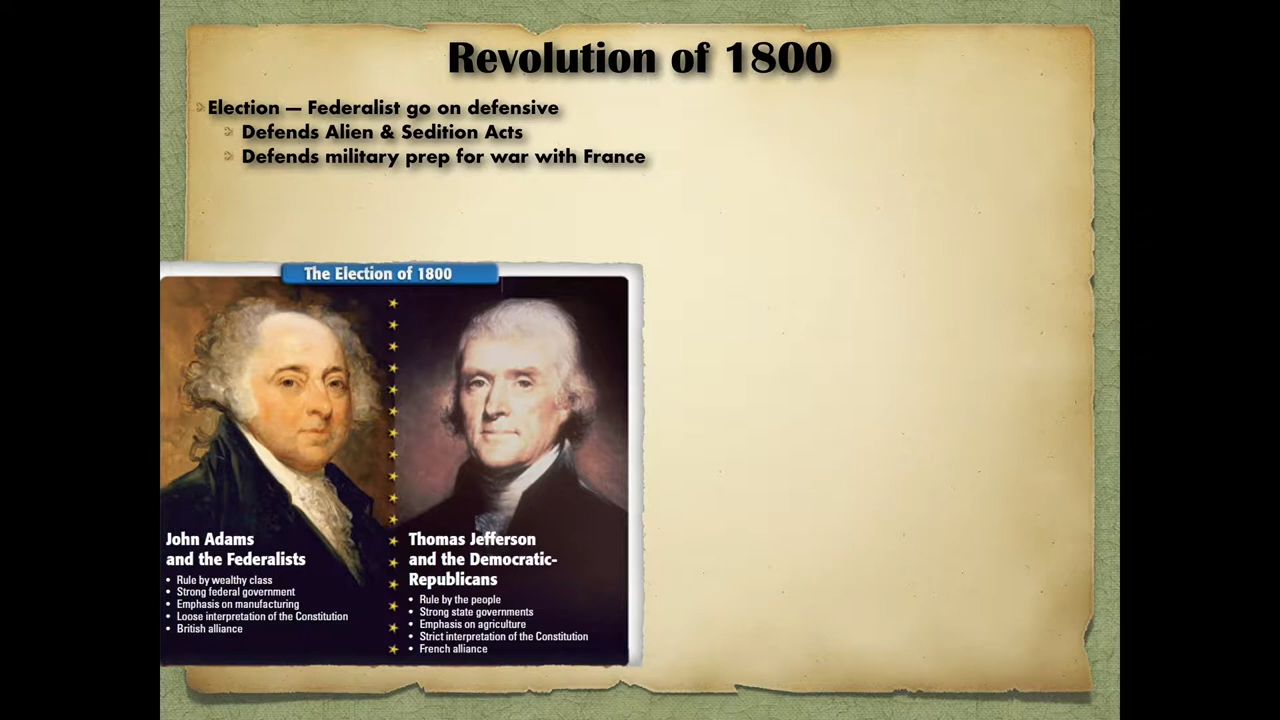 Revolution of 1800
Election — Federalist go on defensive
Defends Alien & Sedition Acts
Defends military prep for war with France
The Election of 1800
John Adams
and the Federalists
• Rule by wealthy class
• Strong federal government
• Emphasis on manufacturing
• Loose interpretation of the Constitution
• British alliance
Thomas Jefferson
and the Democratic-
Republicans
• Rule by the people
• Strong state governments
• Emphasis on agriculture
• Strict interpretation of the Constitution
• French alliance